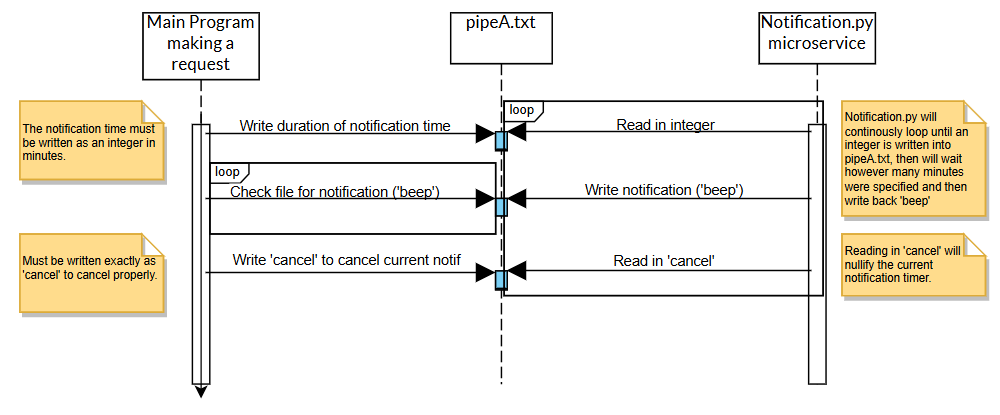 Main Program
making a
request
pipeA.txt
Notification.py
microservice
The notification time must
be written as an integer in
minutes.
Write duration of notification time
loop
Read in integer
Notification.py will
continously loop until an
integer is written into
pipeA.txt, then will wait
however many minutes
were specified and then
write back 'beep'
loop
Check file for notification ('beep')
Write notification ('beep')
Must be written exactly as
'cancel' to cancel properly.
Write 'cancel' to cancel current notif
Read in 'cancel'
Reading in 'cancel' will
nullify the current
notification timer.